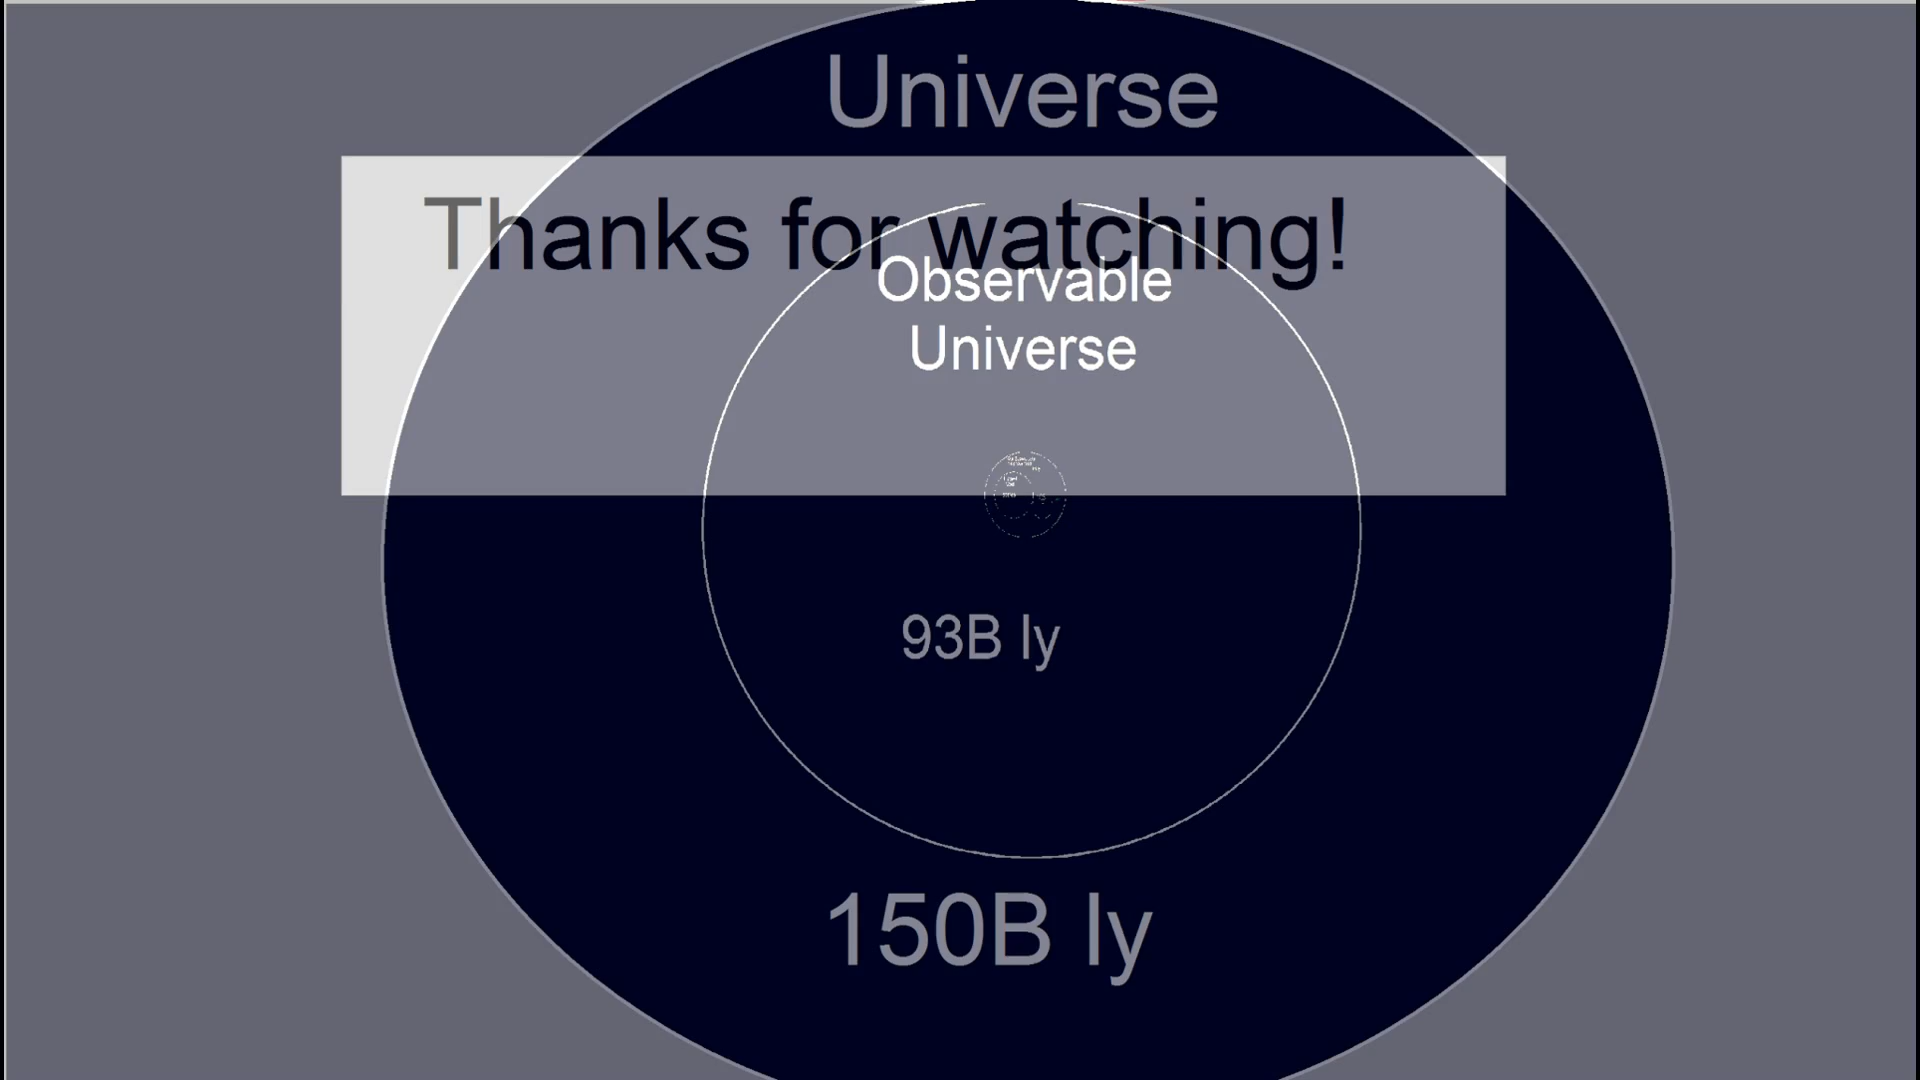 Universe
Thanks for watching!
Observable
Universe
93B ly
150B ly